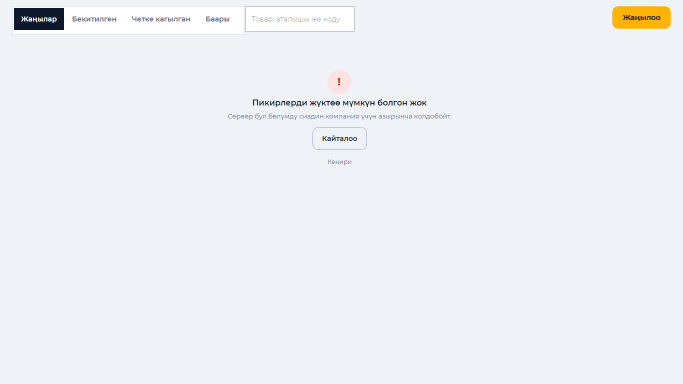 Жаңылар Бекитилген Четке кагылган Баары Товар: аталышы же коду Жаңылоо
!
Пикирлерди жүктөө мүмкүн болгон жок
Сервер бул бөлүмдү сиздин компания үчүн азырынча колдобойт.
Кайталоо
Кеңири